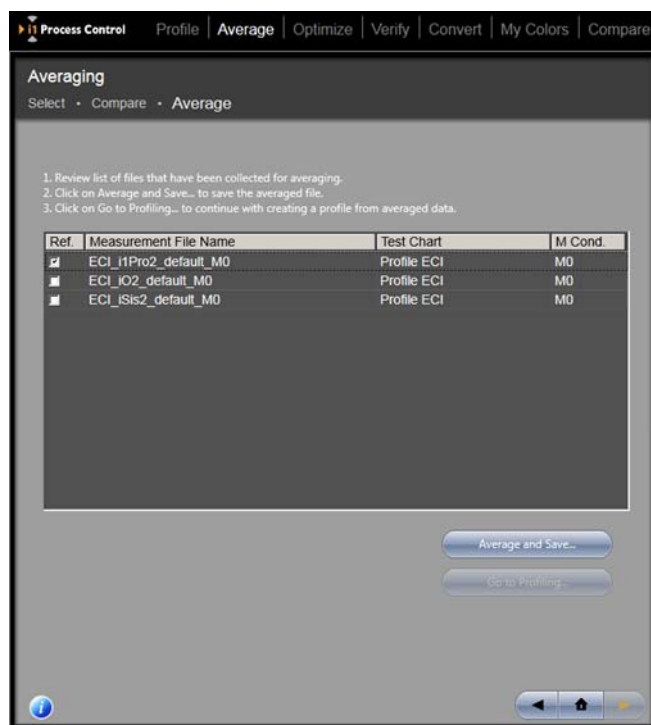 i1 Process Control Profile | Average | Optimize | Verify | Convert | My Colors | Compare
Averaging
Select • Compare • Average
1. Review list of files that have been collected for averaging.
2. Click on Average and Save... to save the averaged file.
3. Click on Go to Profiling... to continue with creating a profile from averaged data.
Ref. Measurement File Name Test Chart M Cond.
ECI_i1Pro2_default_M0 Profile ECI M0
ECI_iO2_default_M0 Profile ECI M0
ECI_iSis2_default_M0 Profile ECI M0
Average and Save...
Go to Profiling...
i